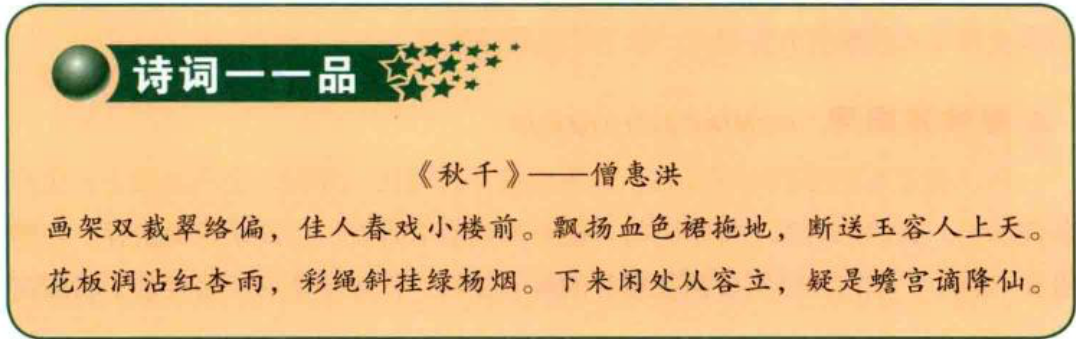 诗词一一品
《秋千》——僧惠洪
画架双裁翠络偏，佳人春戏小楼前。飘扬血色裙拖地，断送玉容人上天。
花板润沾红杏雨，彩绳斜挂绿杨烟。下来闲处从容立，疑是蟾宫谪降仙。